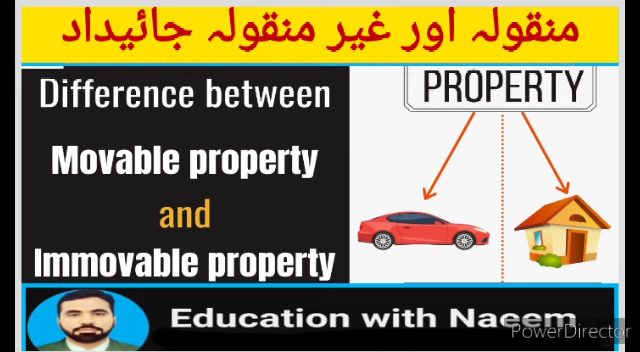 منقولہ اور غیر منقولہ جائیداد
Difference between
Movable property
and
Immovable property
PROPERTY
Education with Naeem
PowerDirector